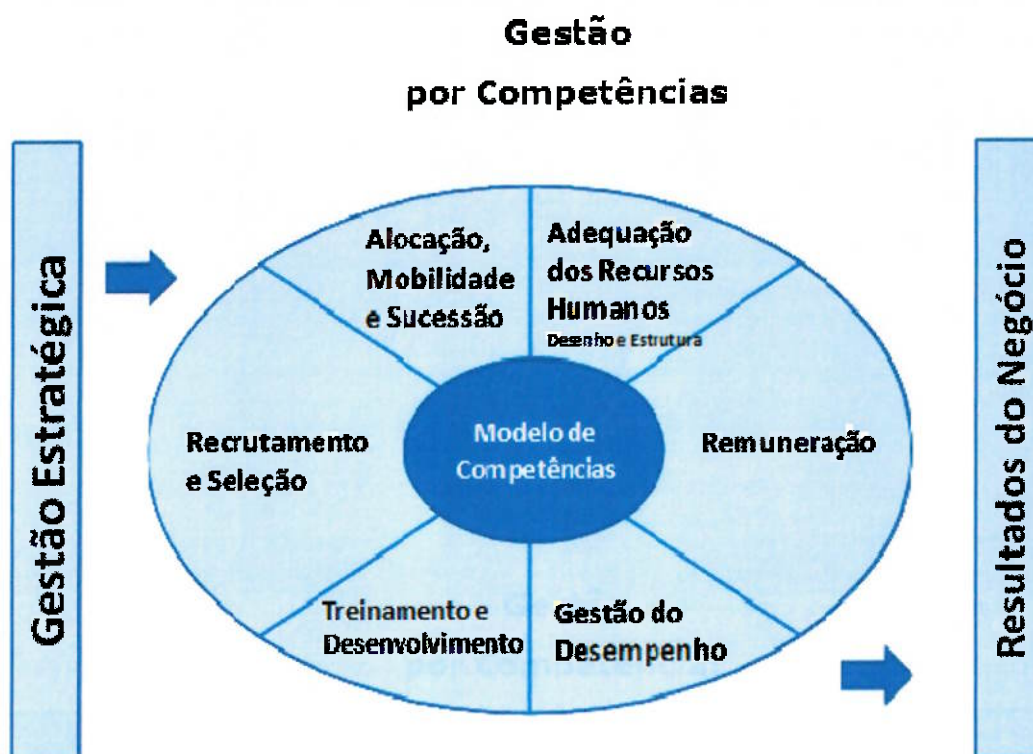 Gestão
por Competências
Gestão Estratégica
Alocação,
Mobilidade
e Sucessão
Adequação
dos Recursos
Humanos
Desenho e Estrutura
Recrutamento
e Seleção
Modelo de
Competências
Remuneração
Treinamento e
Desenvolvimento
Gestão do
Desempenho
Resultados do Negócio